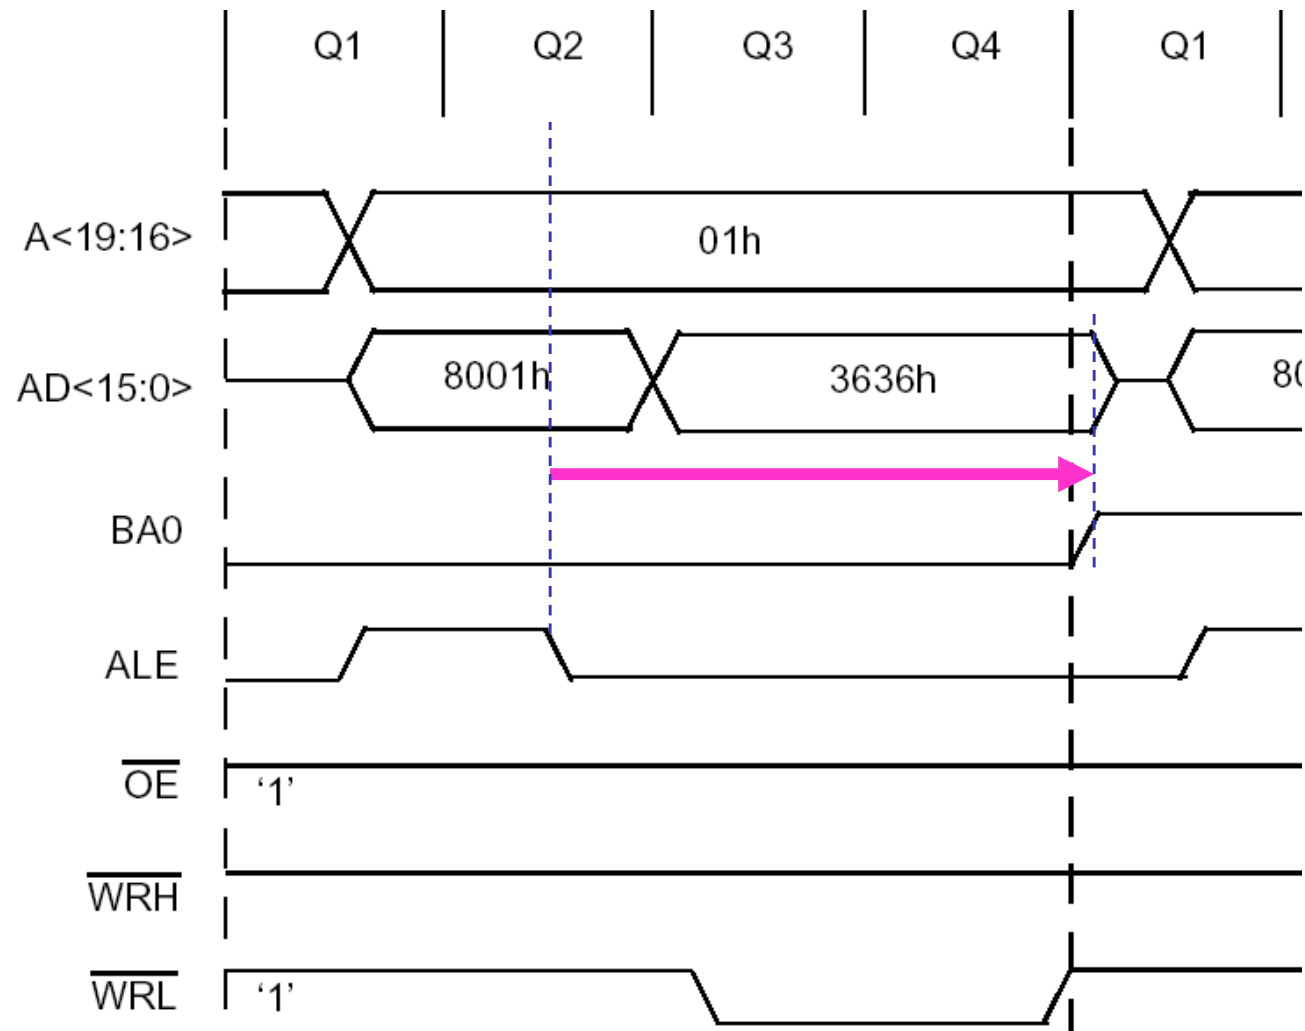 Q1 Q2 Q3 Q4 Q1
A<19:16> 01h
AD<15:0> 8001h 3636h 80
BA0
ALE
OE '1'
WRH
WRL '1'